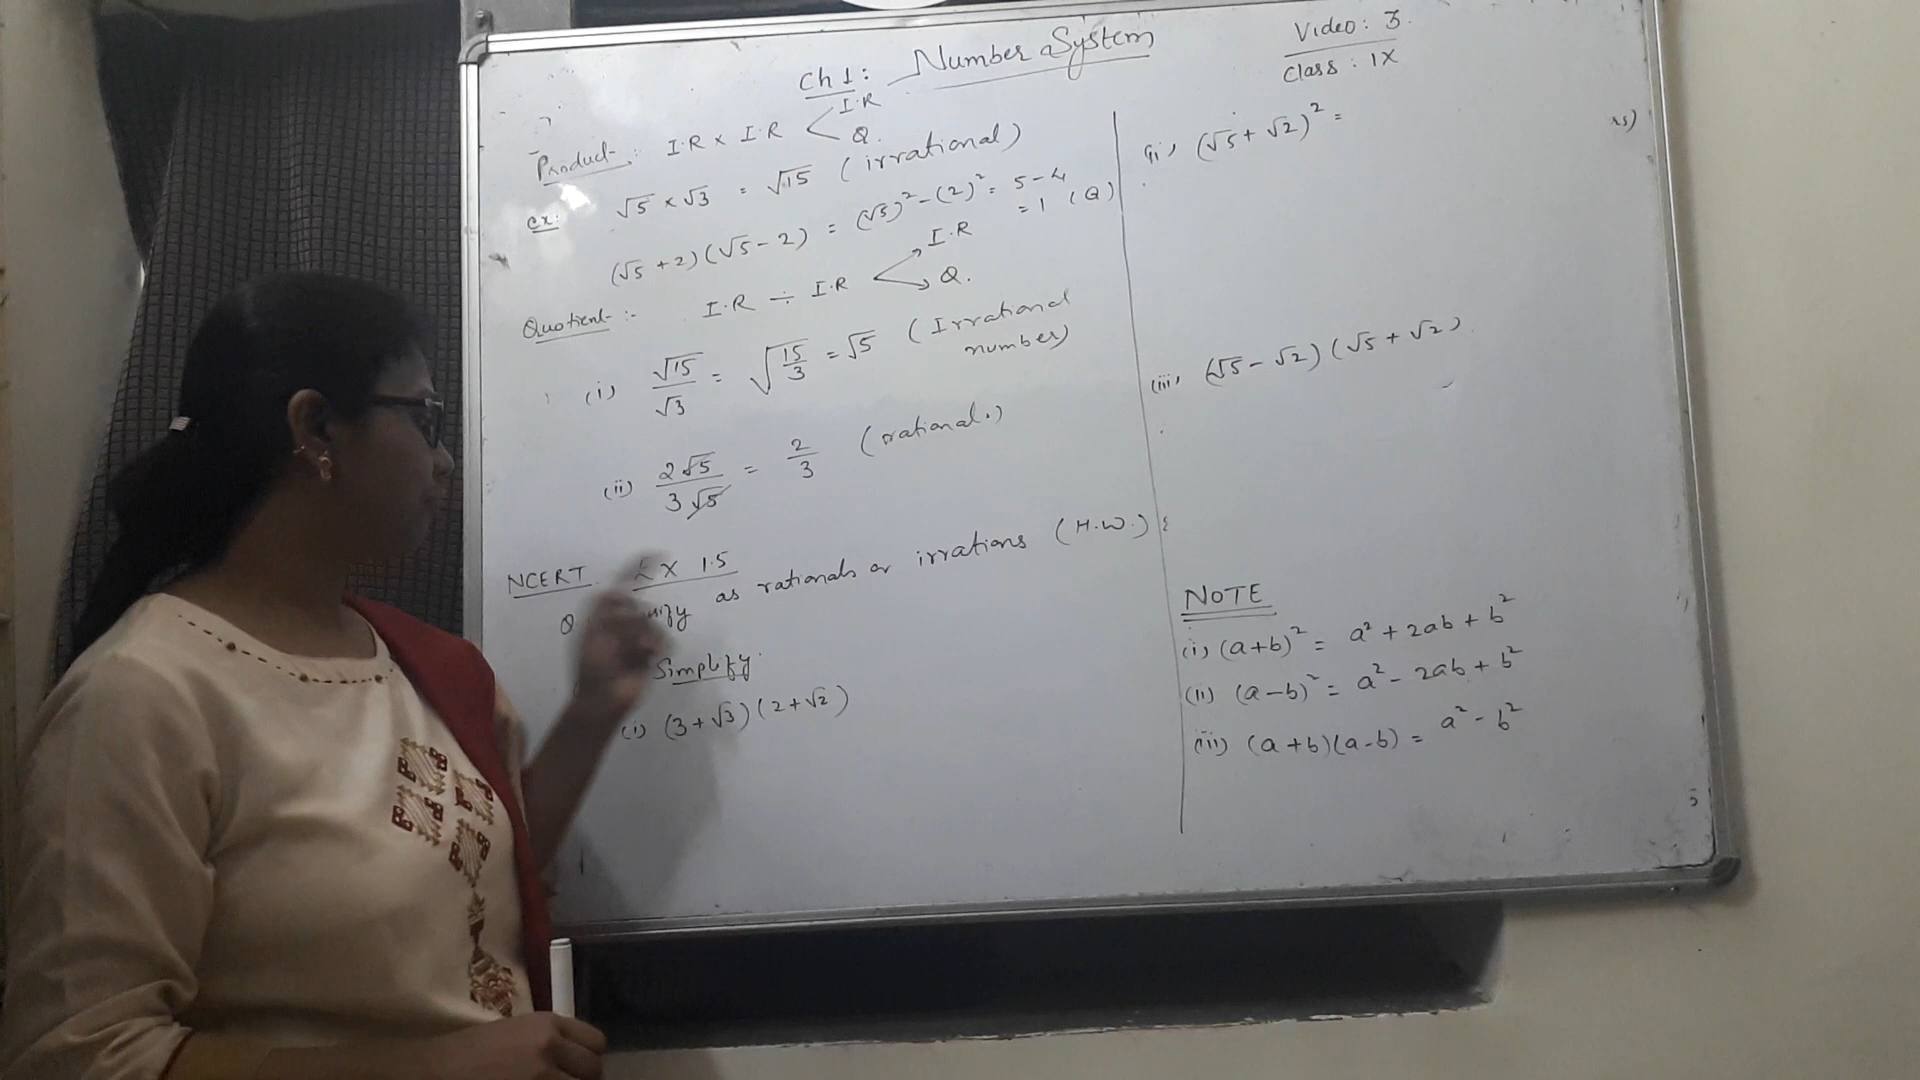 Ch 1: Number System
Video: 3.
Class: IX
Product:- I.R × I.R < I.R
Q.
ex: √5 × √3 = √15 (irrational)
(√5 + 2)(√5 - 2) = (√5)² - (2)² = 5 - 4
= 1 (Q)
Quotient:- I.R ÷ I.R < I.R
Q.
(i) √15/√3 = √(15/3) = √5 (Irrational
number)
(ii) 2√5/3√5 = 2/3 (rational.)
NCERT. EX 1.5
as rationals or irrations (H.W.)
Simplify.
(i) (3+√3)(2+√2)
(ii) (√5 + √2)² =
(iii) (√5 - √2)(√5 + √2).
NOTE
(i) (a+b)² = a² + 2ab + b²
(ii) (a-b)² = a² - 2ab + b²
(iii) (a+b)(a-b) = a² - b²